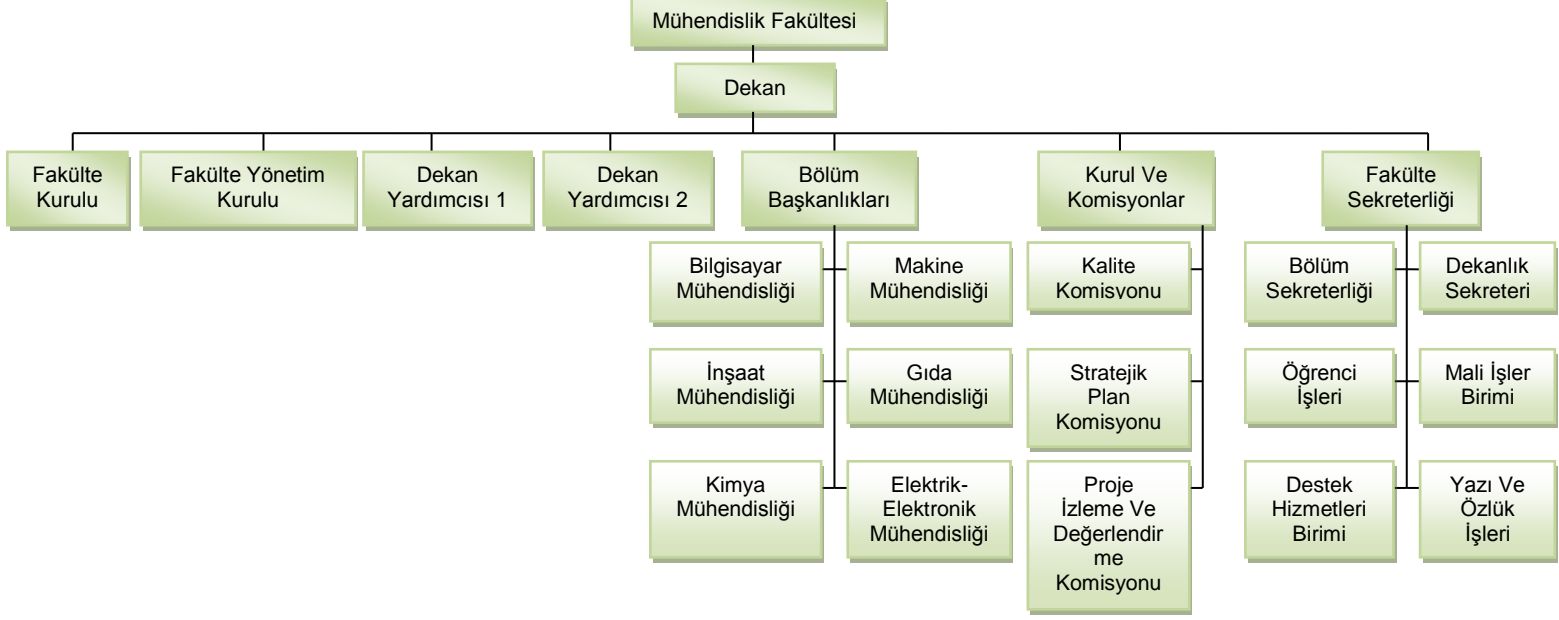 Mühendislik Fakültesi
Dekan
Fakülte
Kurulu
Fakülte Yönetim
Kurulu
Dekan
Yardımcısı 1
Dekan
Yardımcısı 2
Bölüm
Başkanlıkları
Kurul Ve
Komisyonlar
Fakülte
Sekreterliği
Bilgisayar
Mühendisliği
Makine
Mühendisliği
İnşaat
Mühendisliği
Gıda
Mühendisliği
Kimya
Mühendisliği
Elektrik-
Elektronik
Mühendisliği
Kalite
Komisyonu
Stratejik
Plan
Komisyonu
Proje
İzleme Ve
Değerlendir
me
Komisyonu
Bölüm
Sekreterliği
Dekanlık
Sekreteri
Öğrenci
İşleri
Mali İşler
Birimi
Destek
Hizmetleri
Birimi
Yazı Ve
Özlük
İşleri